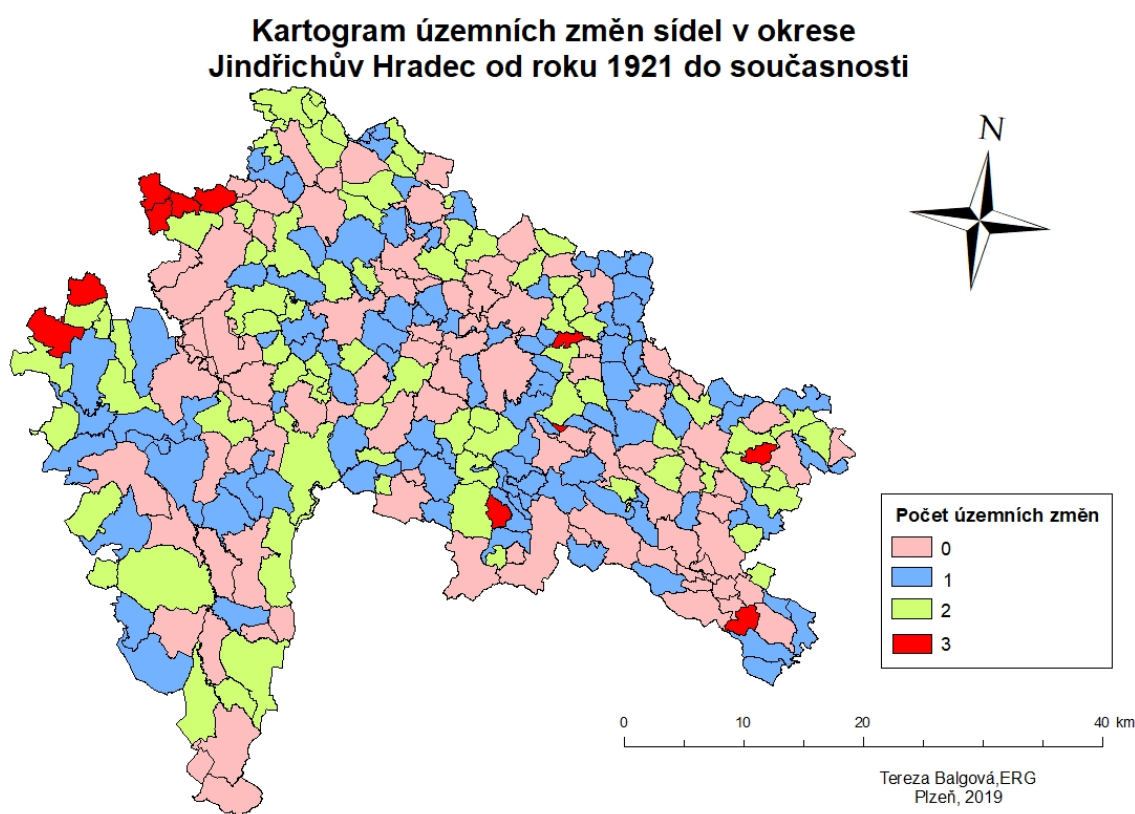 Kartogram územních změn sídel v okrese
Jindřichův Hradec od roku 1921 do současnosti
N
Počet územních změn
0
1
2
3
0 10 20 40 km
Tereza Balgová,ERG
Plzeň, 2019